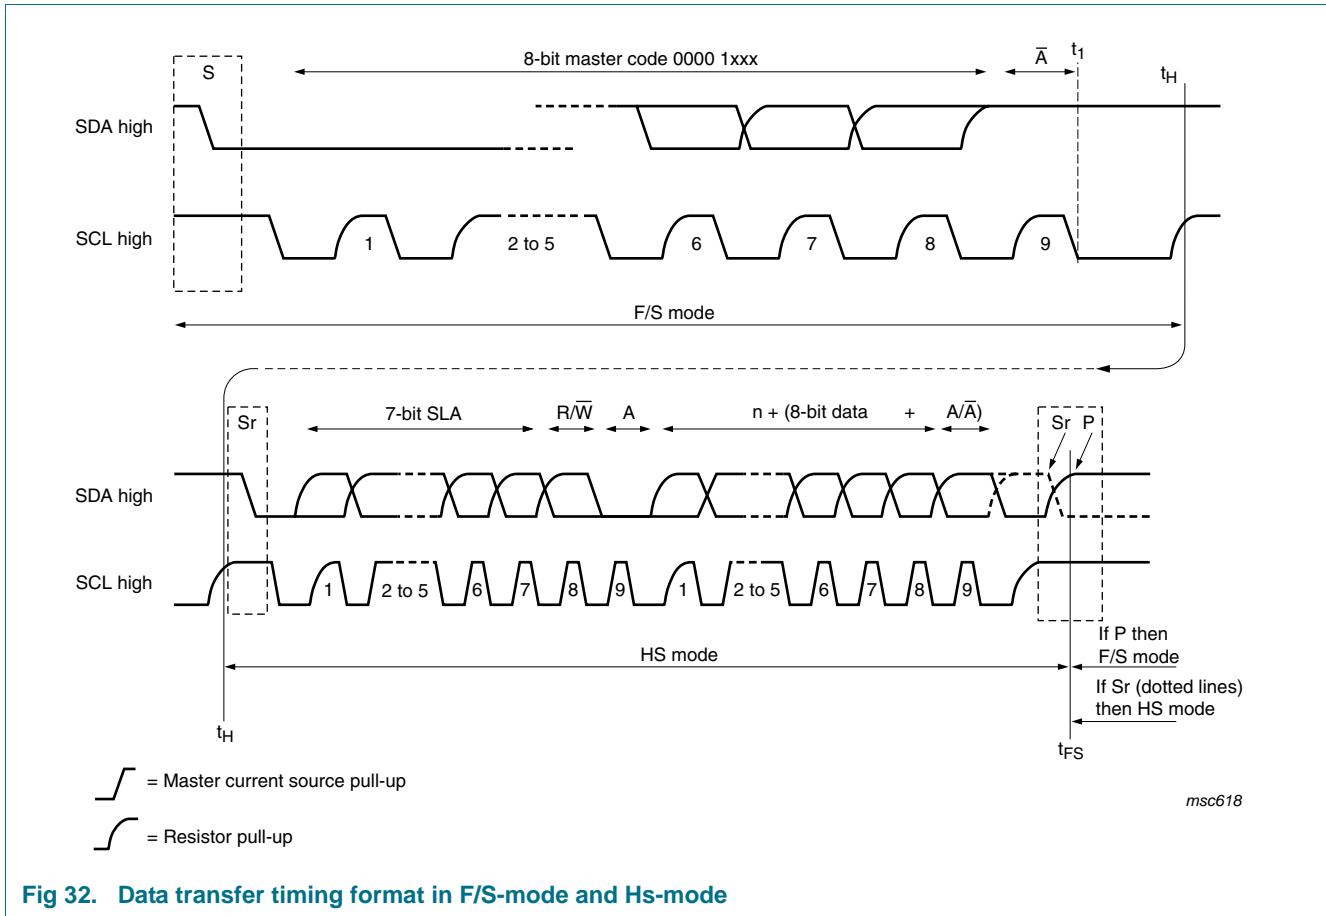 S
8-bit master code 0000 1xxx
A̅
t1
tH
SDA high
SCL high
1
2 to 5
6
7
8
9
F/S mode
Sr
7-bit SLA
R/W̅
A
n + (8-bit data
+
A/A̅)
Sr P
SDA high
SCL high
1
2 to 5
6
7
8
9
1
2 to 5
6
7
8
9
If P then
F/S mode
HS mode
If Sr (dotted lines)
then HS mode
tH
tFS
= Master current source pull-up
msc618
= Resistor pull-up
Fig 32. Data transfer timing format in F/S-mode and Hs-mode